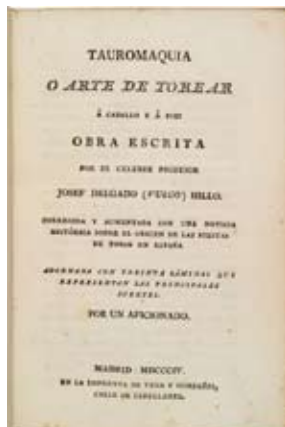 TAUROMAQUIA
O ARTE DE TOREAR
Á CABALLO Y Á PIE:
OBRA ESCRITA
POR EL CELEBRE PROFESOR
JOSEF DELGADO (VULGO) HILLO.
CORREGIDA Y AUMENTADA CON UNA NOTICIA
HISTÓRICA SOBRE EL ORIGEN DE LAS FIESTAS
DE TOROS EN ESPAÑA.
ADORNADA CON TREINTA LÁMINAS QUE
REPRESENTAN LAS PRINCIPALES
SUERTES.
POR UN AFICIONADO.
MADRID MDCCCIV.
EN LA IMPRENTA DE VEGA Y COMPAÑÍA,
CALLE DE CAPELLANES.